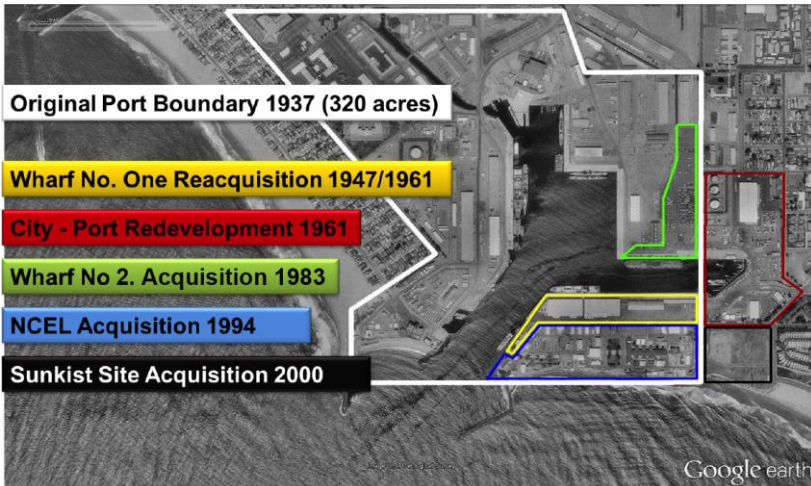 Original Port Boundary 1937 (320 acres)
Wharf No. One Reacquisition 1947/1961
City - Port Redevelopment 1961
Wharf No 2. Acquisition 1983
NCEL Acquisition 1994
Sunkist Site Acquisition 2000
Google earth